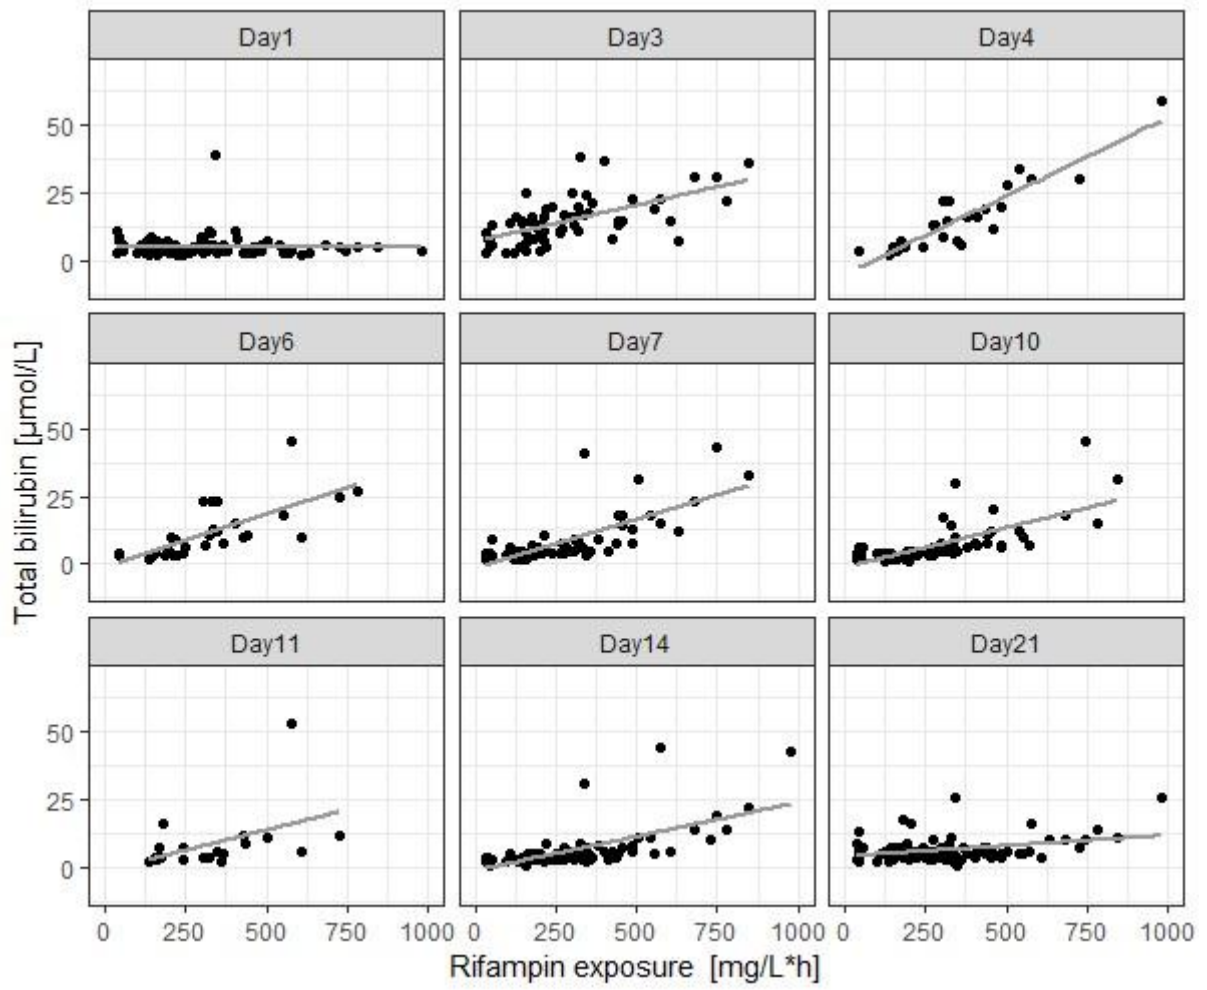 Day1 Day3 Day4
50
25
0
Day6 Day7 Day10
50
25
0
Day11 Day14 Day21
50
25
0
0 250 500 750 1000 0 250 500 750 1000 0 250 500 750 1000
Total bilirubin [µmol/L]
Rifampin exposure [mg/L*h]